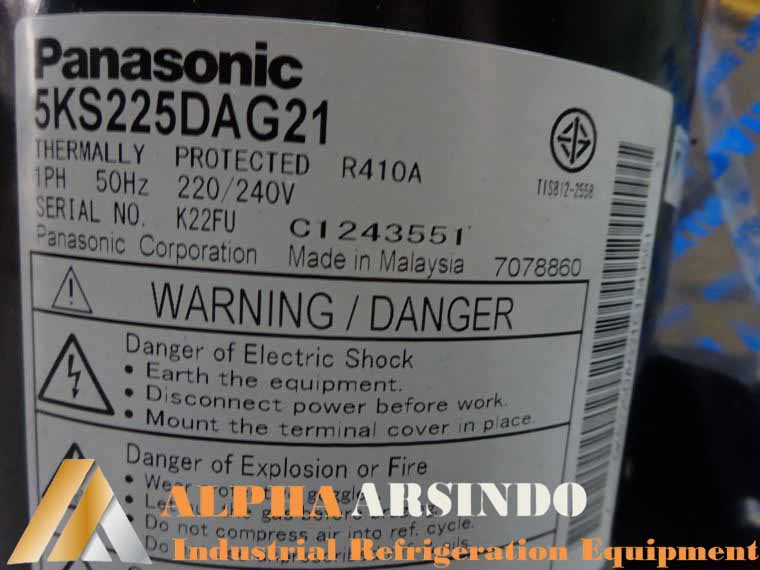 Panasonic
5KS225DAG21
THERMALLY PROTECTED R410A
1PH 50Hz 220/240V
SERIAL NO. K22FU C1243551
Panasonic Corporation Made in Malaysia 7078860
TIS812-2558
WARNING / DANGER
Danger of Electric Shock
• Earth the equipment.
• Disconnect power before work.
• Mount the terminal cover in place.
Danger of Explosion or Fire
• Do not compress air into ref. cycle.
ALPHA ARSINDO
Industrial Refrigeration Equipment